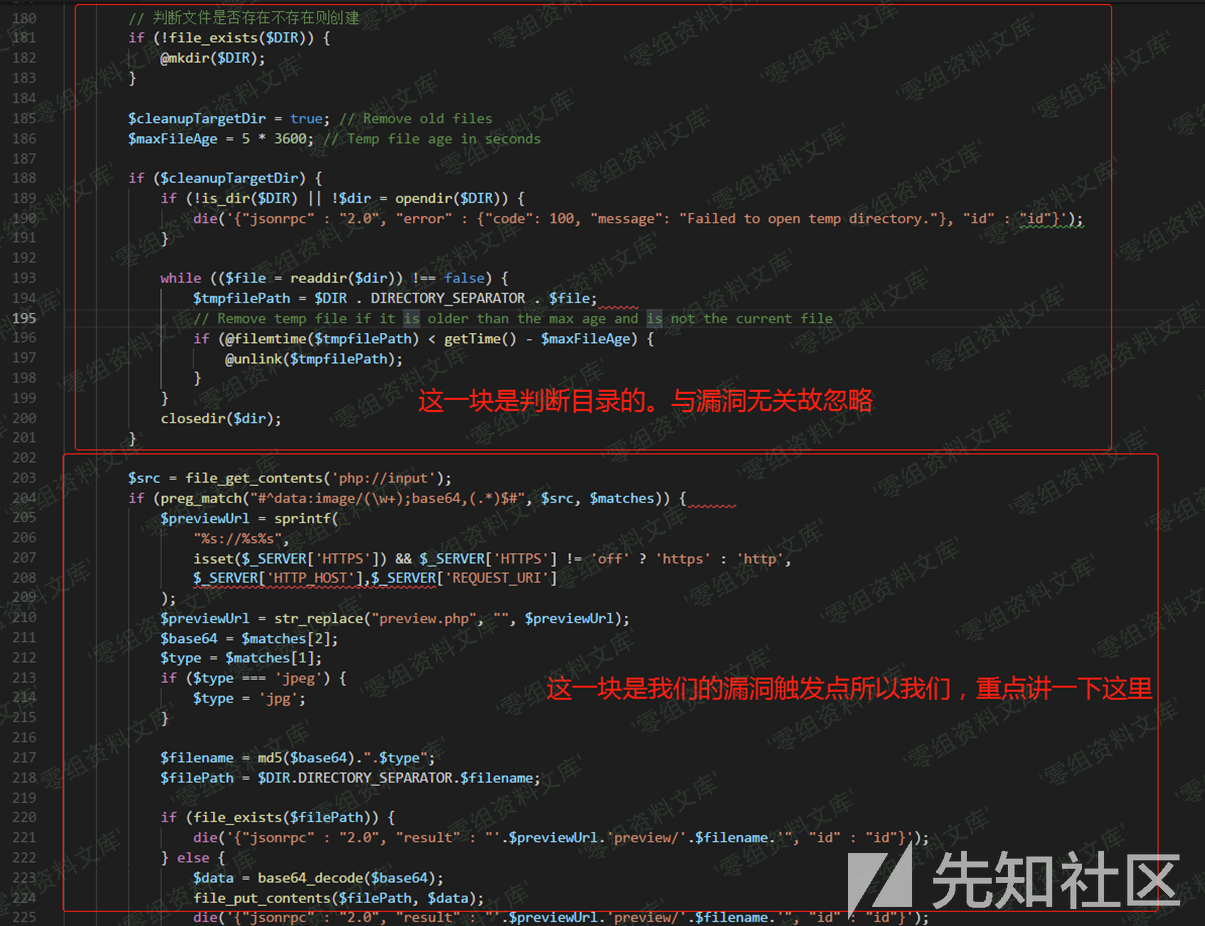 180 // 判断文件是否存在不存在则创建
181 if (!file_exists($DIR)) {
182 @mkdir($DIR);
183 }
184
185 $cleanupTargetDir = true; // Remove old files
186 $maxFileAge = 5 * 3600; // Temp file age in seconds
187
188 if ($cleanupTargetDir) {
189 if (!is_dir($DIR) || !$dir = opendir($DIR)) {
190 die('{"jsonrpc" : "2.0", "error" : {"code": 100, "message": "Failed to open temp directory."}, "id" : "id"}');
191 }
192
193 while (($file = readdir($dir)) !== false) {
194 $tmpfilePath = $DIR . DIRECTORY_SEPARATOR . $file;
195 // Remove temp file if it is older than the max age and is not the current file
196 if (@filemtime($tmpfilePath) < getTime() - $maxFileAge) {
197 @unlink($tmpfilePath);
198 }
199 }
这一块是判断目录的。与漏洞无关故忽略
200 closedir($dir);
201 }
202
203 $src = file_get_contents('php://input');
204 if (preg_match("#^data:image/(\w+);base64,(.*)$#", $src, $matches)) {
205 $previewUrl = sprintf(
206 "%s://%s%s",
207 isset($_SERVER['HTTPS']) && $_SERVER['HTTPS'] != 'off' ? 'https' : 'http',
208 $_SERVER['HTTP_HOST'],$_SERVER['REQUEST_URI']
209 );
210 $previewUrl = str_replace("preview.php", "", $previewUrl);
211 $base64 = $matches[2];
212 $type = $matches[1];
213 if ($type === 'jpeg') {
这一块是我们的漏洞触发点所以我们，重点讲一下这里
214 $type = 'jpg';
215 }
216
217 $filename = md5($base64).".$type";
218 $filePath = $DIR.DIRECTORY_SEPARATOR.$filename;
219
220 if (file_exists($filePath)) {
221 die('{"jsonrpc" : "2.0", "result" : "'.$previewUrl.'preview/'.$filename.'", "id" : "id"}');
222 } else {
223 $data = base64_decode($base64);
224 file_put_contents($filePath, $data);
225 die('{"jsonrpc" : "2.0", "result" : "'.$previewUrl.'preview/'.$filename.'", "id" : "id"}');
先知社区
零组资料文库